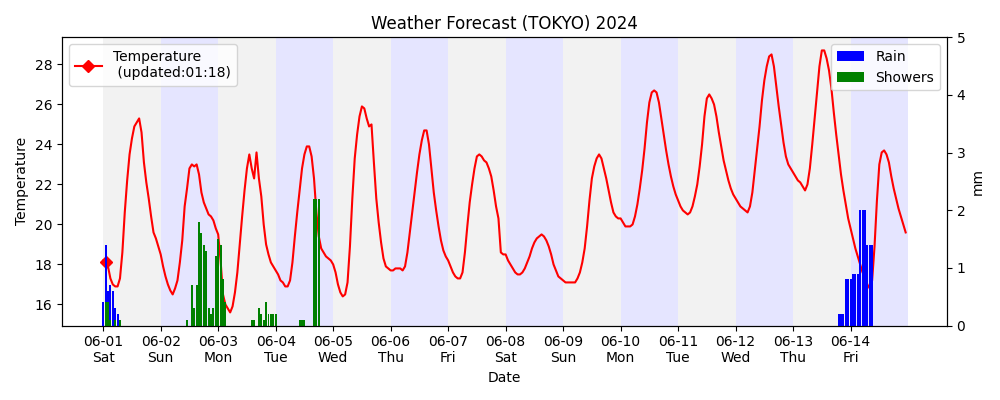 Weather Forecast (TOKYO) 2024
Temperature
(updated:01:18)
Rain
Showers
Temperature
28
26
24
22
20
18
16
5
4
3
2
1
0
mm
06-01 06-02 06-03 06-04 06-05 06-06 06-07 06-08 06-09 06-10 06-11 06-12 06-13 06-14
Sat Sun Mon Tue Wed Thu Fri Sat Sun Mon Tue Wed Thu Fri
Date